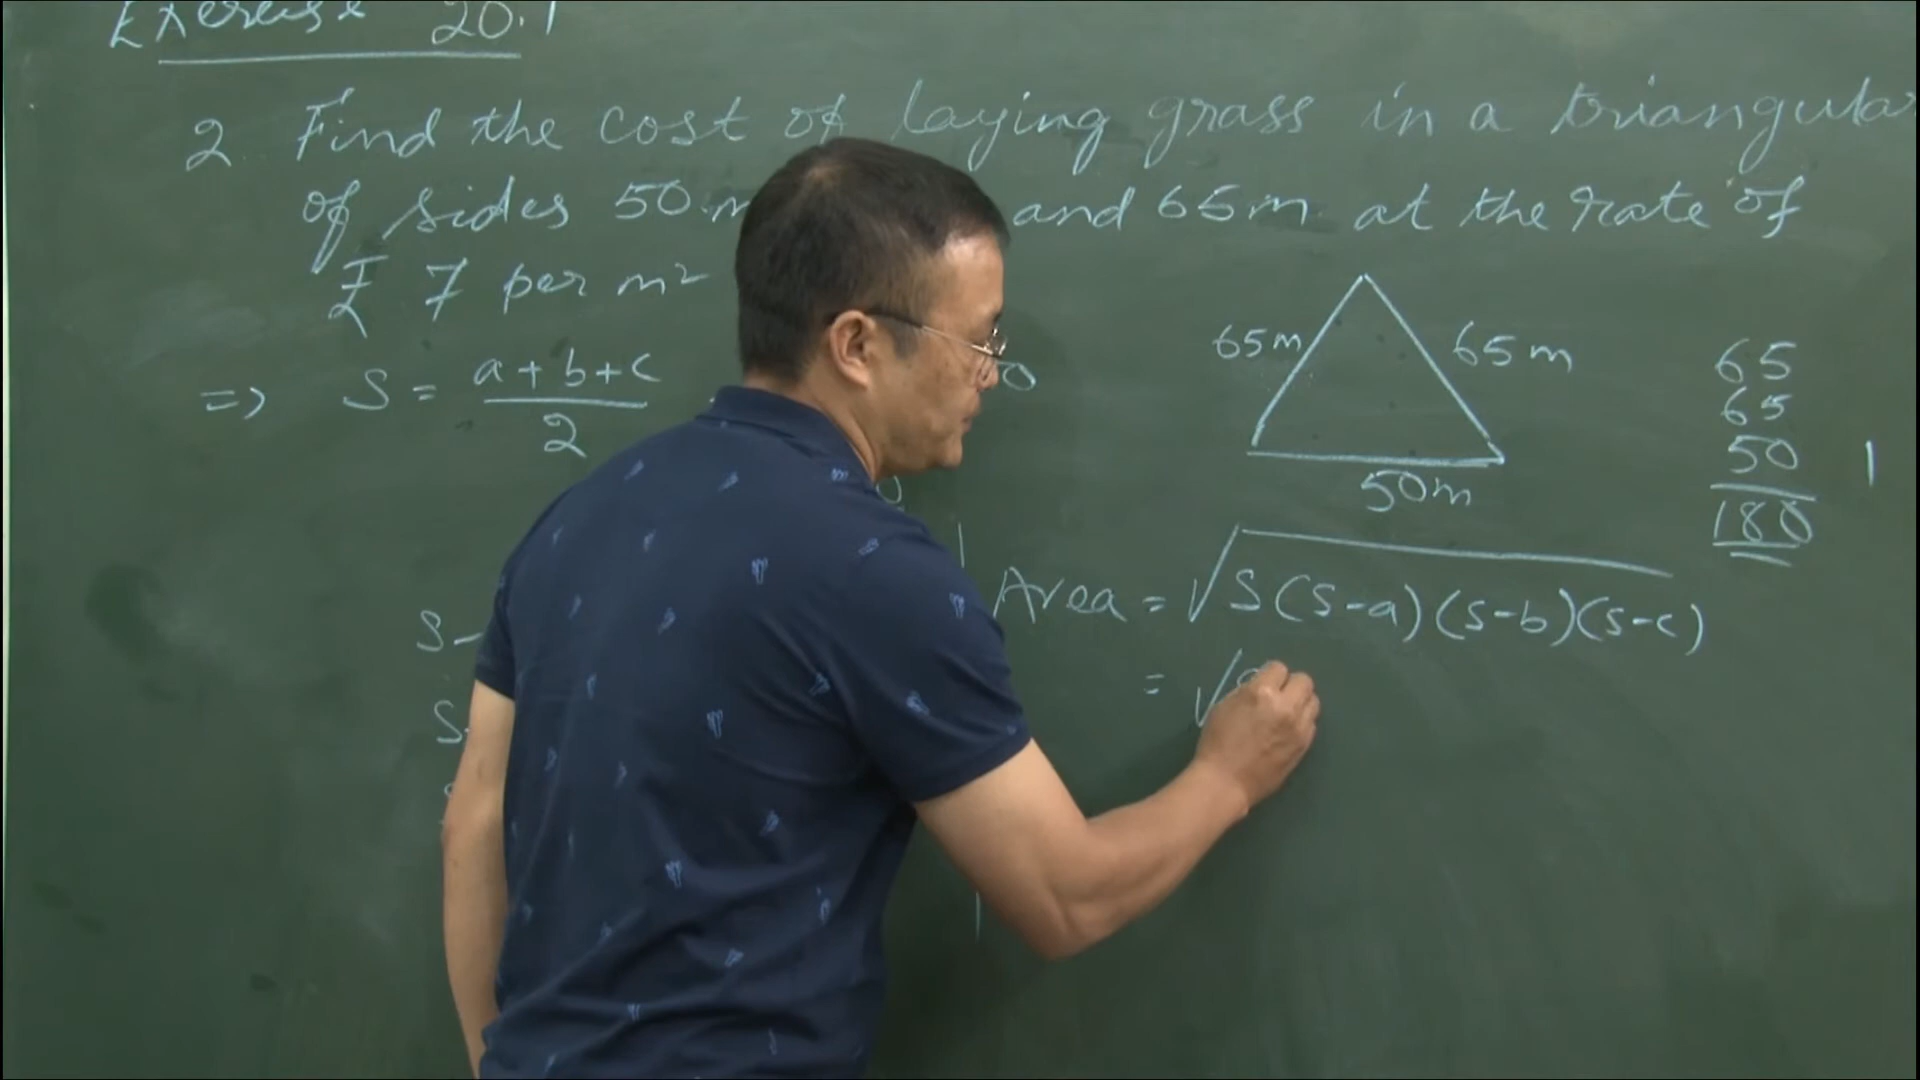 Exercise 20.1
2. Find the cost of laying grass in a triangular
of sides 50 m and 65m at the rate of
₹ 7 per m²
=> S = a+b+c / 2
65m
65m
50m
65
65
50
180
1
Area = √S(S-a)(s-b)(s-c)
= √
S-
S-